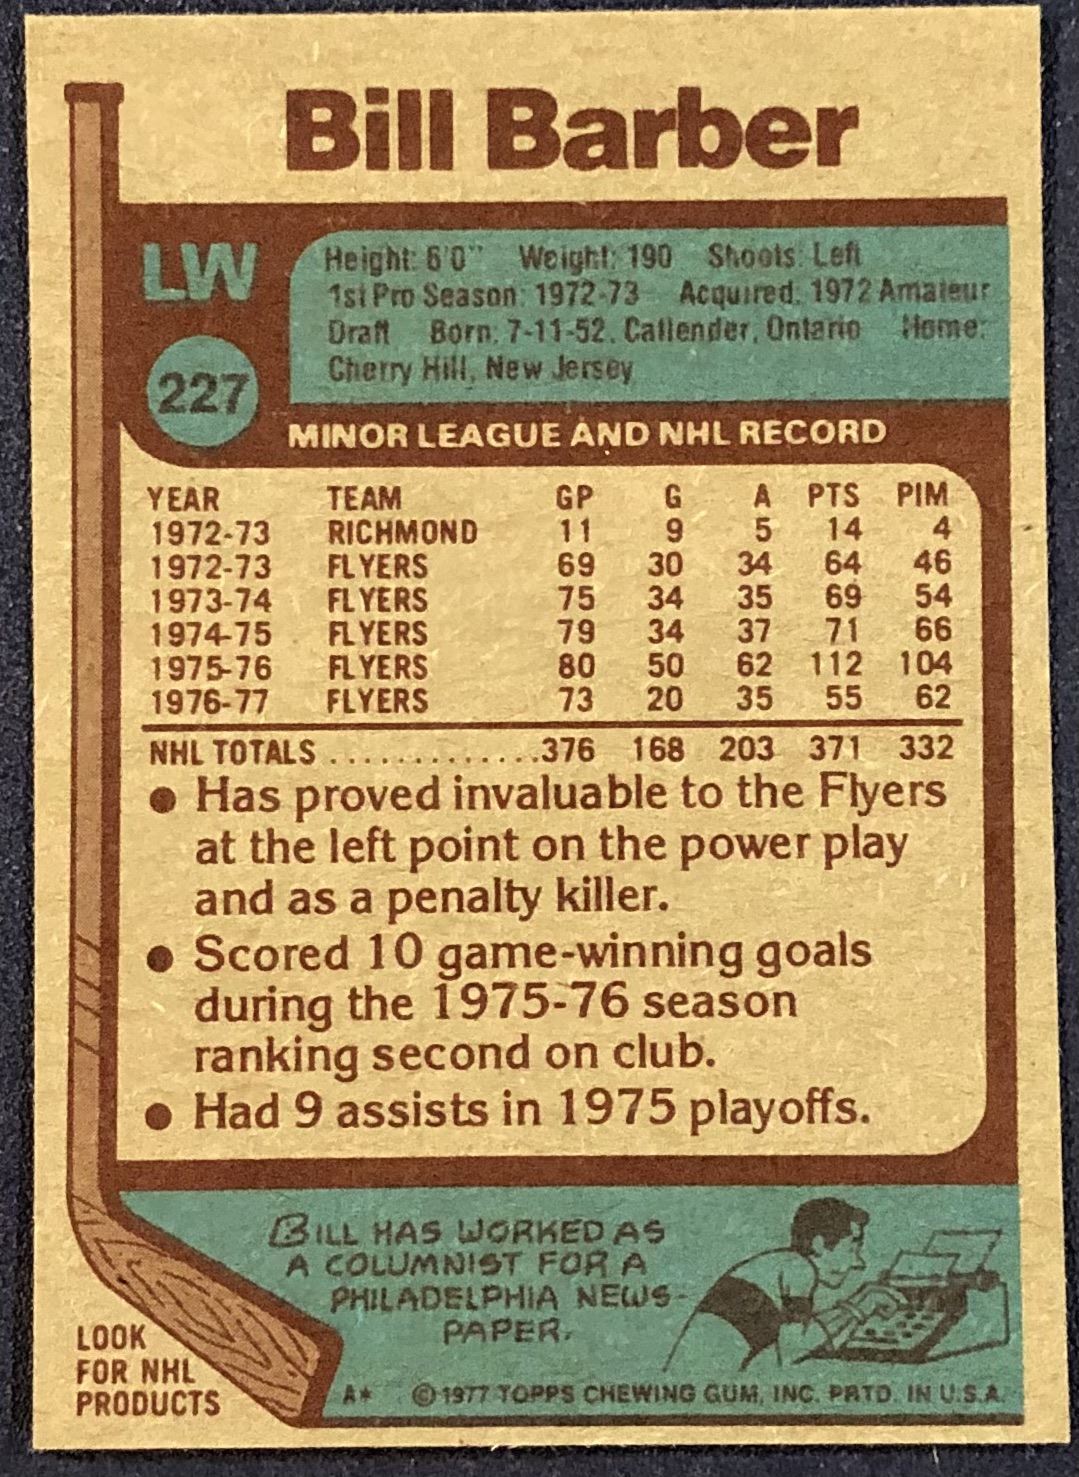 Bill Barber
LW
Height: 6'0" Weight: 190 Shoots: Left
1st Pro Season: 1972-73 Acquired: 1972 Amateur
Draft Born: 7-11-52, Callender, Ontario Home:
Cherry Hill, New Jersey
227
MINOR LEAGUE AND NHL RECORD
YEAR TEAM GP G A PTS PIM
1972-73 RICHMOND 11 9 5 14 4
1972-73 FLYERS 69 30 34 64 46
1973-74 FLYERS 75 34 35 69 54
1974-75 FLYERS 79 34 37 71 66
1975-76 FLYERS 80 50 62 112 104
1976-77 FLYERS 73 20 35 55 62
NHL TOTALS .............376 168 203 371 332
● Has proved invaluable to the Flyers
at the left point on the power play
and as a penalty killer.
● Scored 10 game-winning goals
during the 1975-76 season
ranking second on club.
● Had 9 assists in 1975 playoffs.
BILL HAS WORKED AS
A COLUMNIST FOR A
PHILADELPHIA NEWS-
PAPER.
LOOK
FOR NHL
PRODUCTS
A* © 1977 TOPPS CHEWING GUM, INC. PRTD. IN U.S.A.